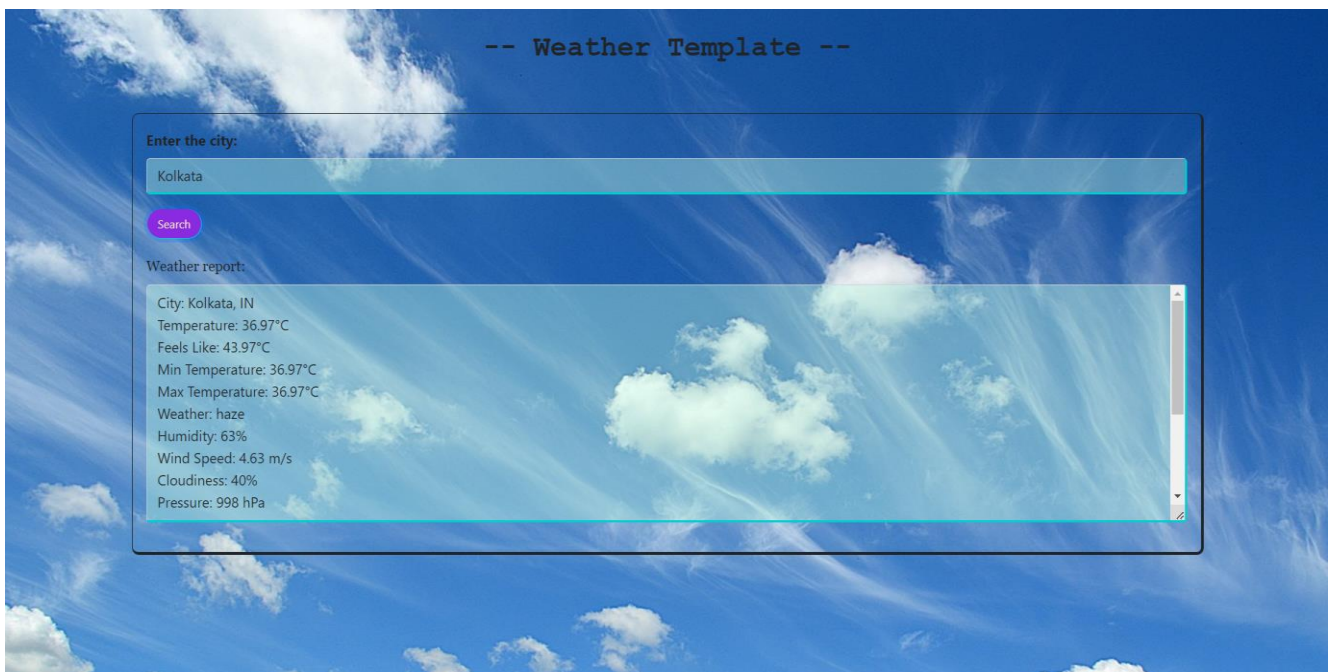 -- Weather Template --
Enter the city:
Kolkata
Search
Weather report:
City: Kolkata, IN
Temperature: 36.97°C
Feels Like: 43.97°C
Min Temperature: 36.97°C
Max Temperature: 36.97°C
Weather: haze
Humidity: 63%
Wind Speed: 4.63 m/s
Cloudiness: 40%
Pressure: 998 hPa